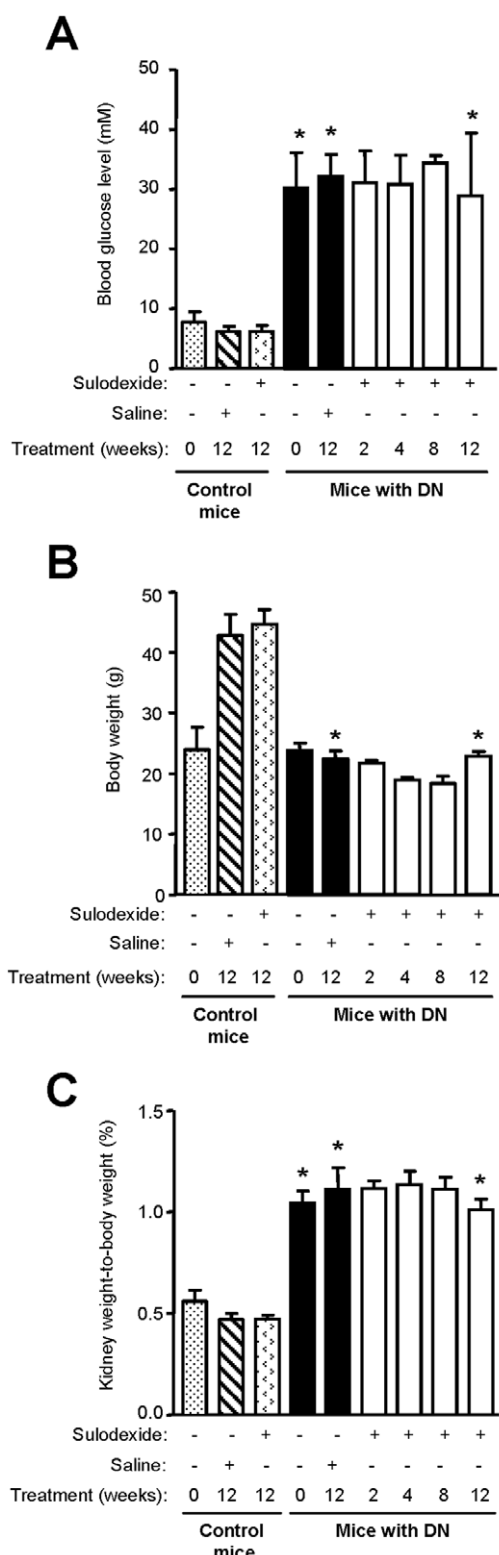 A
Blood glucose level (mM)
50
40
30
20
10
0
* * *
Sulodexide: - - + - - + + + +
Saline: - + - - + - - - -
Treatment (weeks): 0 12 12 0 12 2 4 8 12
Control mice
Mice with DN
B
Body weight (g)
50
40
30
20
10
0
* *
Sulodexide: - - + - - + + + +
Saline: - + - - + - - - -
Treatment (weeks): 0 12 12 0 12 2 4 8 12
Control mice
Mice with DN
C
Kidney weight-to-body weight (%)
1.5
1.0
0.5
0.0
* * *
Sulodexide: - - + - - + + + +
Saline: - + - - + - - - -
Treatment (weeks): 0 12 12 0 12 2 4 8 12
Control mice
Mice with DN